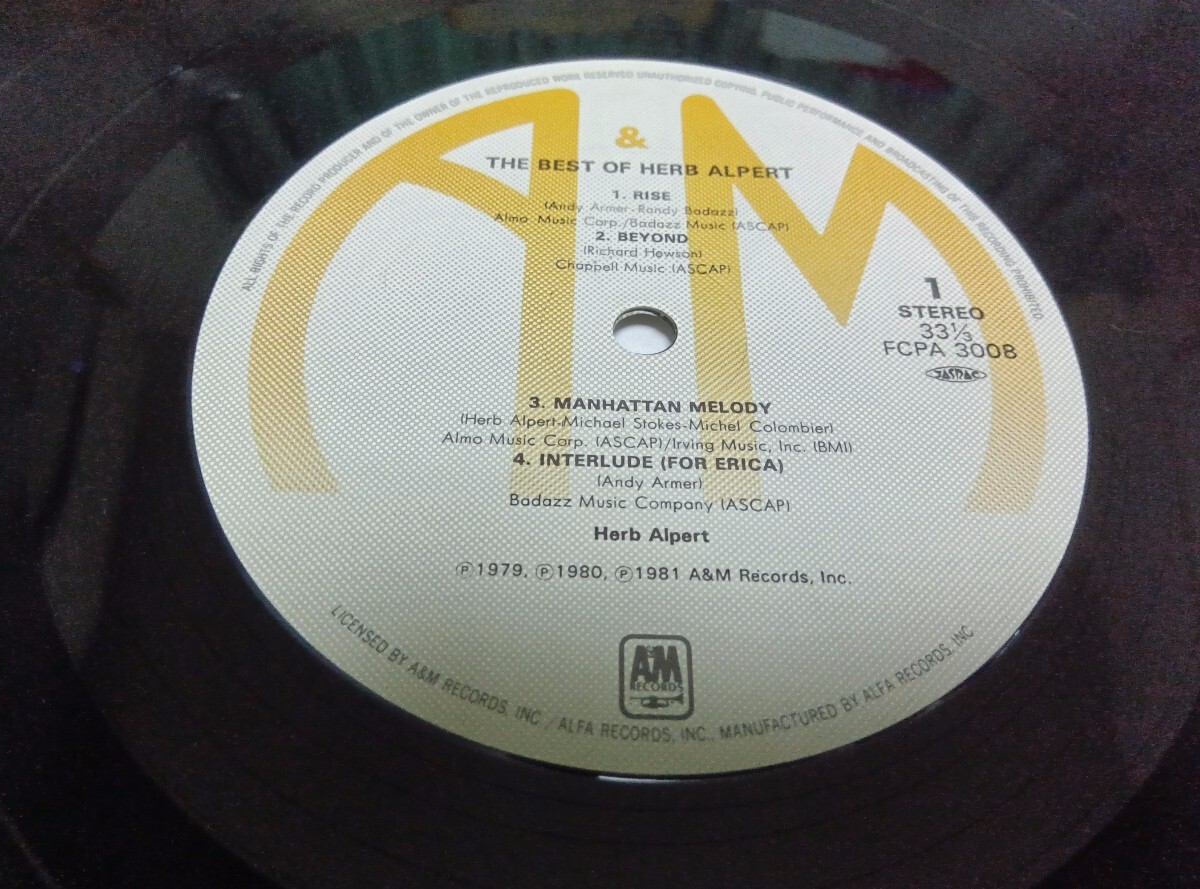 ALL RIGHTS OF THE RECORD PRODUCER AND OF THE OWNER OF THE REPRODUCED WORK RESERVED UNAUTHORIZED COPYING, PUBLIC PERFORMANCE AND BROADCASTING OF THIS RECORDING PROHIBITED
A&M
THE BEST OF HERB ALPERT
1. RISE
(Andy Armer-Randy Badazz)
Almo Music Corp./Badazz Music (ASCAP)
2. BEYOND
(Richard Hewson)
Chappell Music (ASCAP)
1
STEREO
33⅓
FCPA 3008
JASRAC
3. MANHATTAN MELODY
(Herb Alpert-Michael Stokes-Michel Colombier)
Almo Music Corp. (ASCAP)/Irving Music, Inc. (BMI)
4. INTERLUDE (FOR ERICA)
(Andy Armer)
Badazz Music Company (ASCAP)
Herb Alpert
Ⓟ1979, Ⓟ1980, Ⓟ1981 A&M Records, Inc.
A&M
RECORDS
LICENSED BY A&M RECORDS, INC / ALFA RECORDS, INC., MANUFACTURED BY ALFA RECORDS, INC